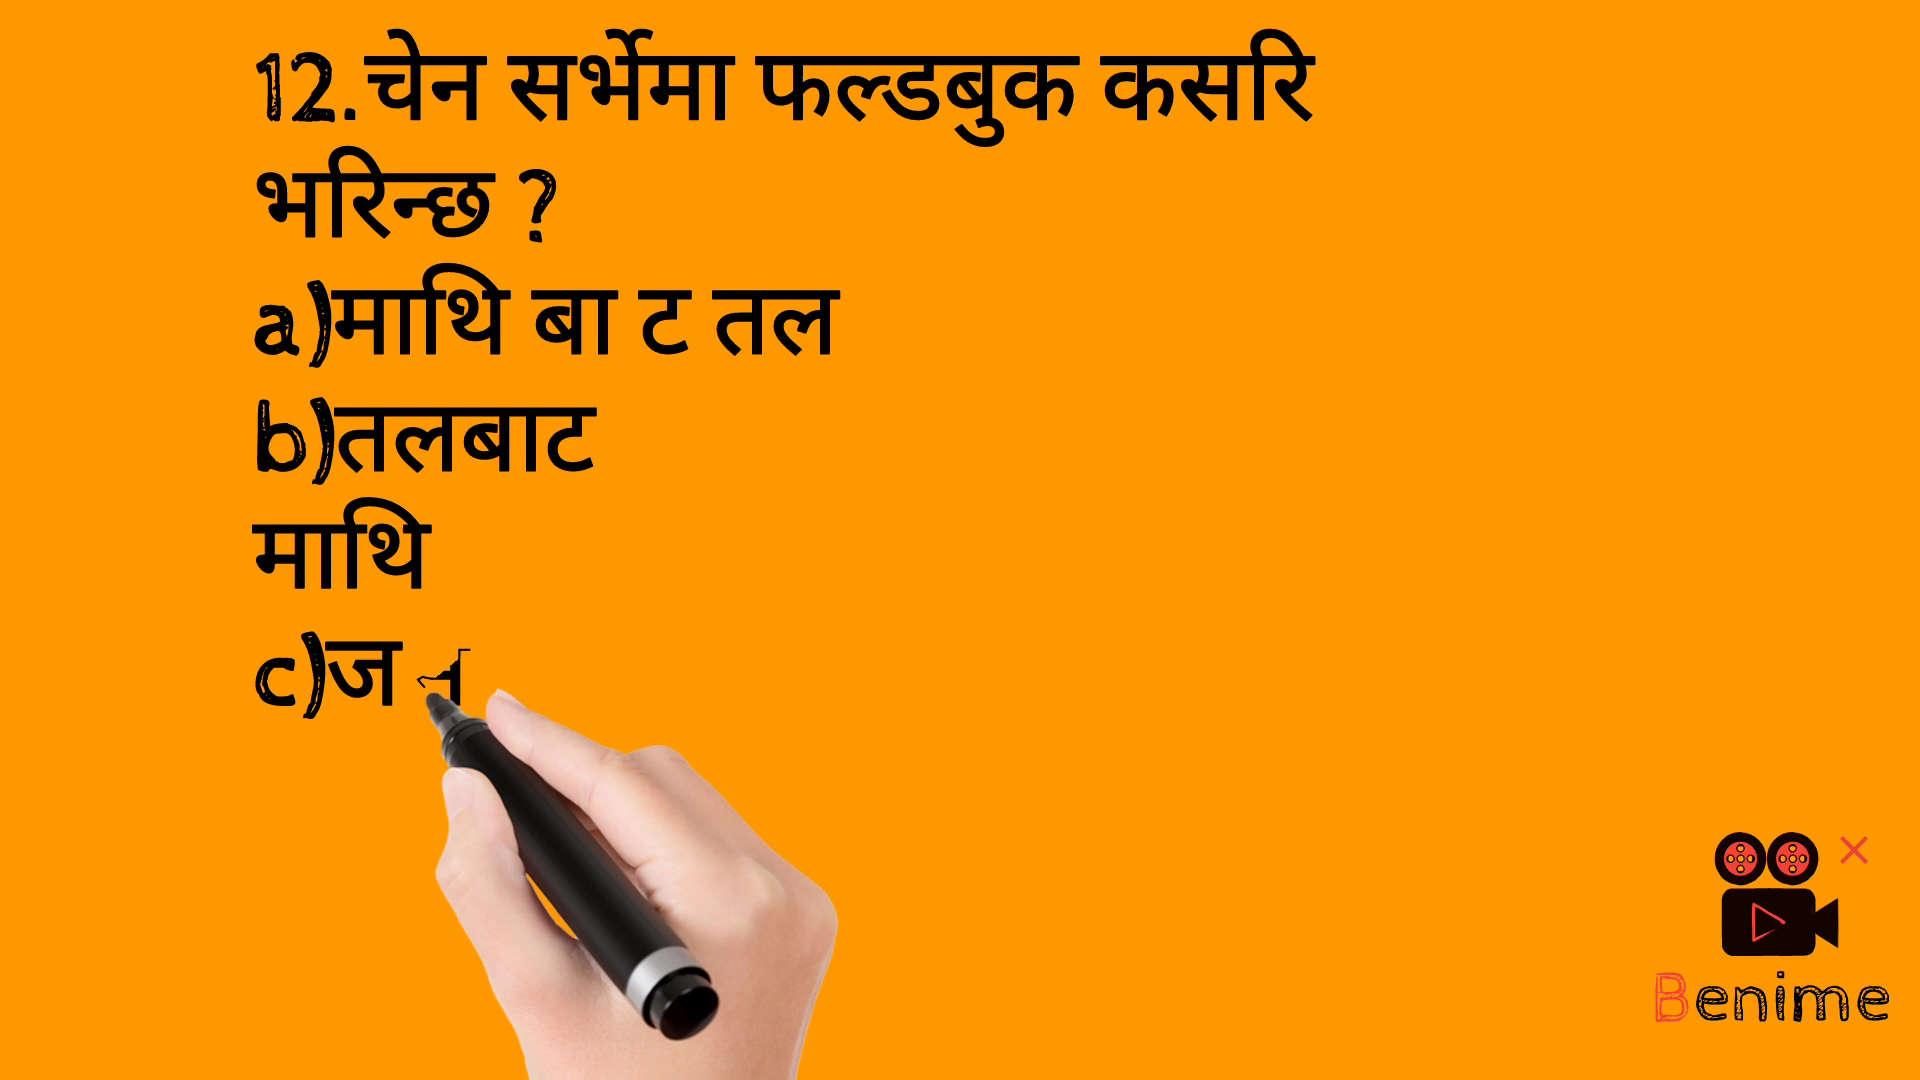 12.चेन सर्भेमा फल्डबुक कसरि
भरिन्छ ?
a)माथि बा ट तल
b)तलबाट
माथि
c)ज
Benime